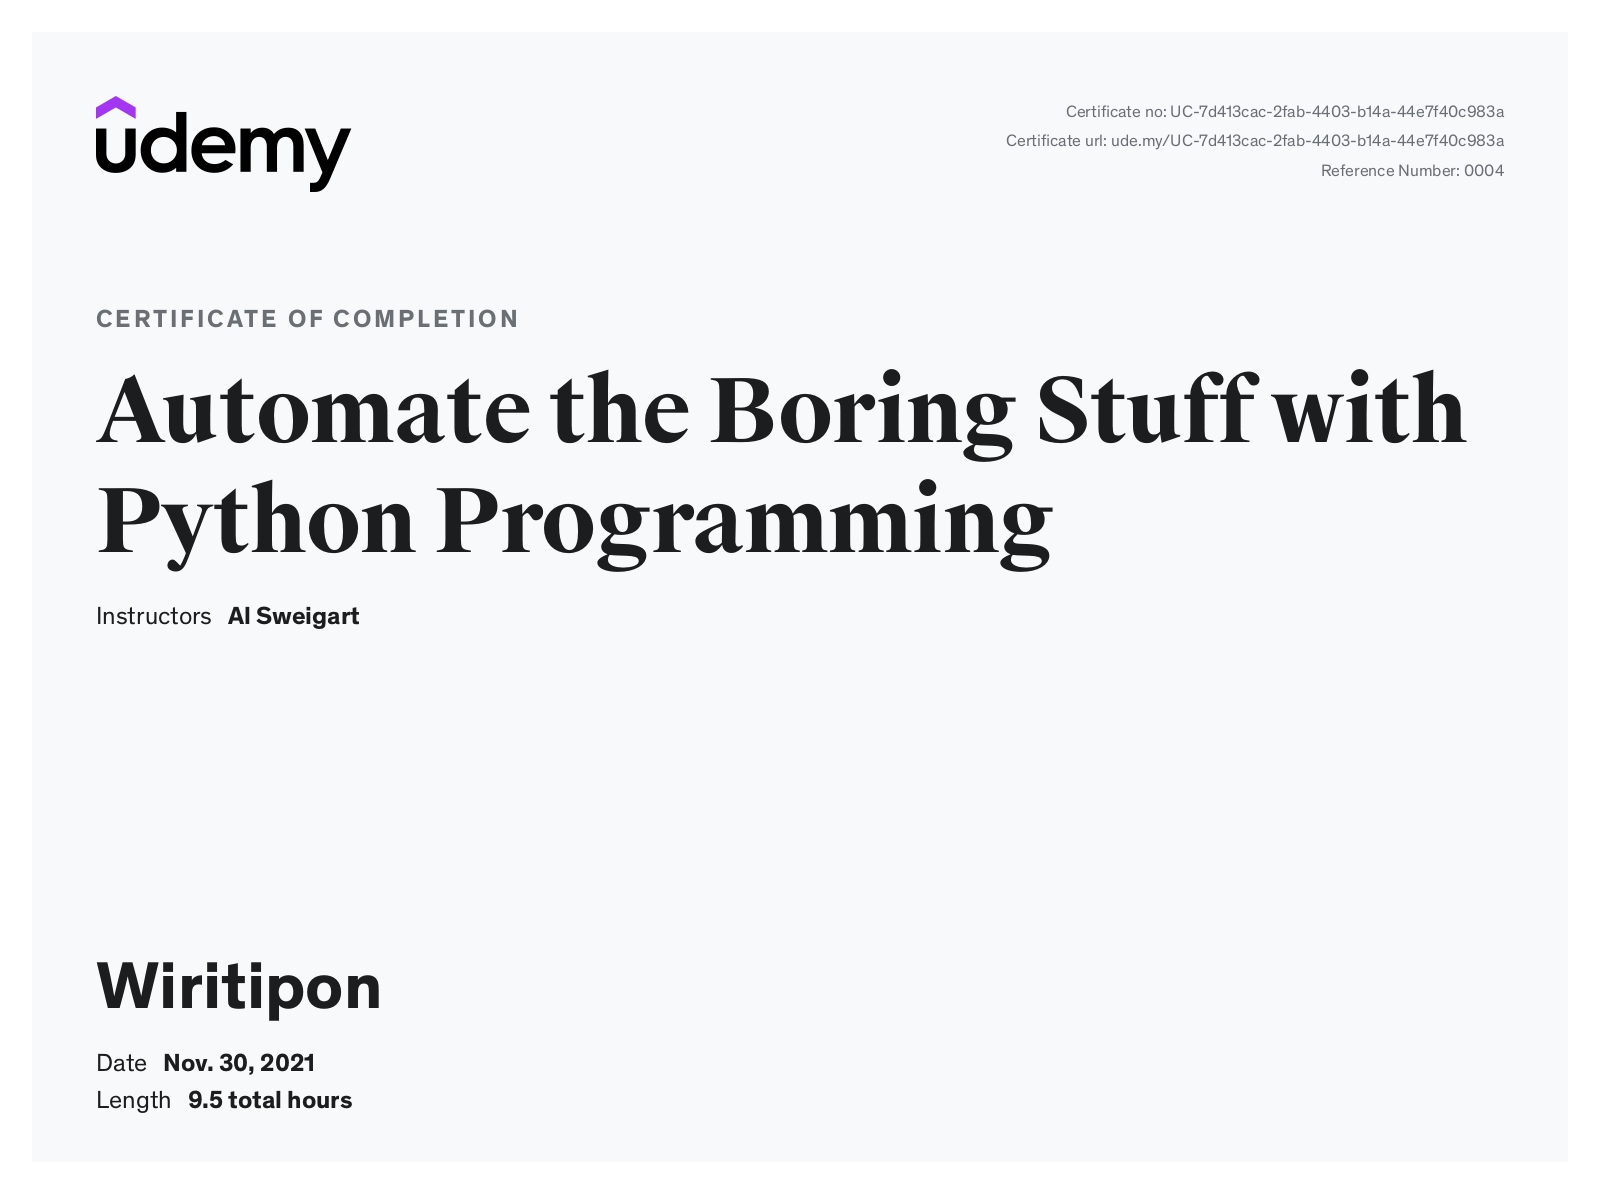 udemy
Certificate no: UC-7d413cac-2fab-4403-b14a-44e7f40c983a
Certificate url: ude.my/UC-7d413cac-2fab-4403-b14a-44e7f40c983a
Reference Number: 0004
CERTIFICATE OF COMPLETION
Automate the Boring Stuff with
Python Programming
Instructors Al Sweigart
Wiritipon
Date Nov. 30, 2021
Length 9.5 total hours